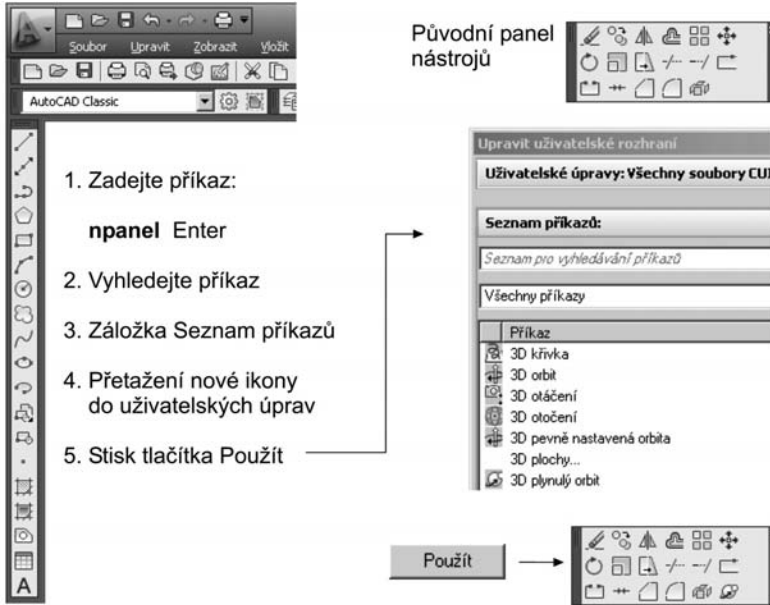 Soubor Upravit Zobrazit Vložit
AutoCAD Classic
A
1. Zadejte příkaz:
npanel Enter
2. Vyhledejte příkaz
3. Záložka Seznam příkazů
4. Přetažení nové ikony
do uživatelských úprav
5. Stisk tlačítka Použít
Původní panel
nástrojů
Upravit uživatelské rozhraní
Uživatelské úpravy: Všechny soubory CUI
Seznam příkazů:
Seznam pro vyhledávání příkazů
Všechny příkazy
Příkaz
3D křivka
3D orbit
3D otáčení
3D otočení
3D pevně nastavená orbita
3D plochy...
3D plynulý orbit
Použít